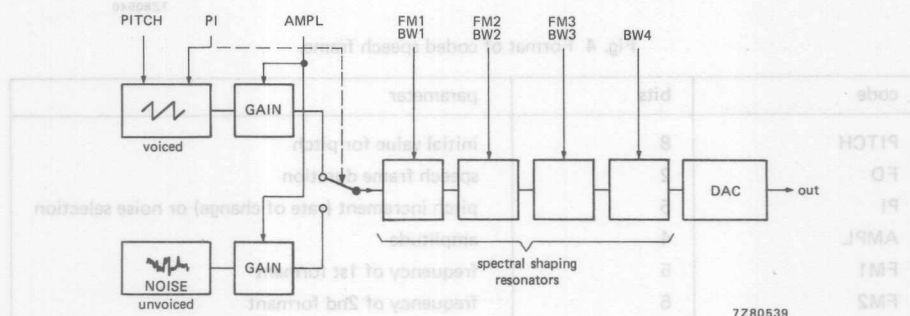 7Z80540
PITCH PI AMPL FM1 BW1 FM2 BW2 FM3 BW3 BW4
Fig. 4 Format of coded speech frame
code bits parameter
GAIN
voiced
PITCH 8 initial value for pitch
FD 2 speech frame duration
DAC
out
PI 5 pitch increment (rate of change) or noise selection
AMPL 4 amplitude
NOISE
GAIN
spectral shaping
resonators
FM1 5 frequency of 1st formant
unvoiced
FM2 5 frequency of 2nd formant
7Z80539